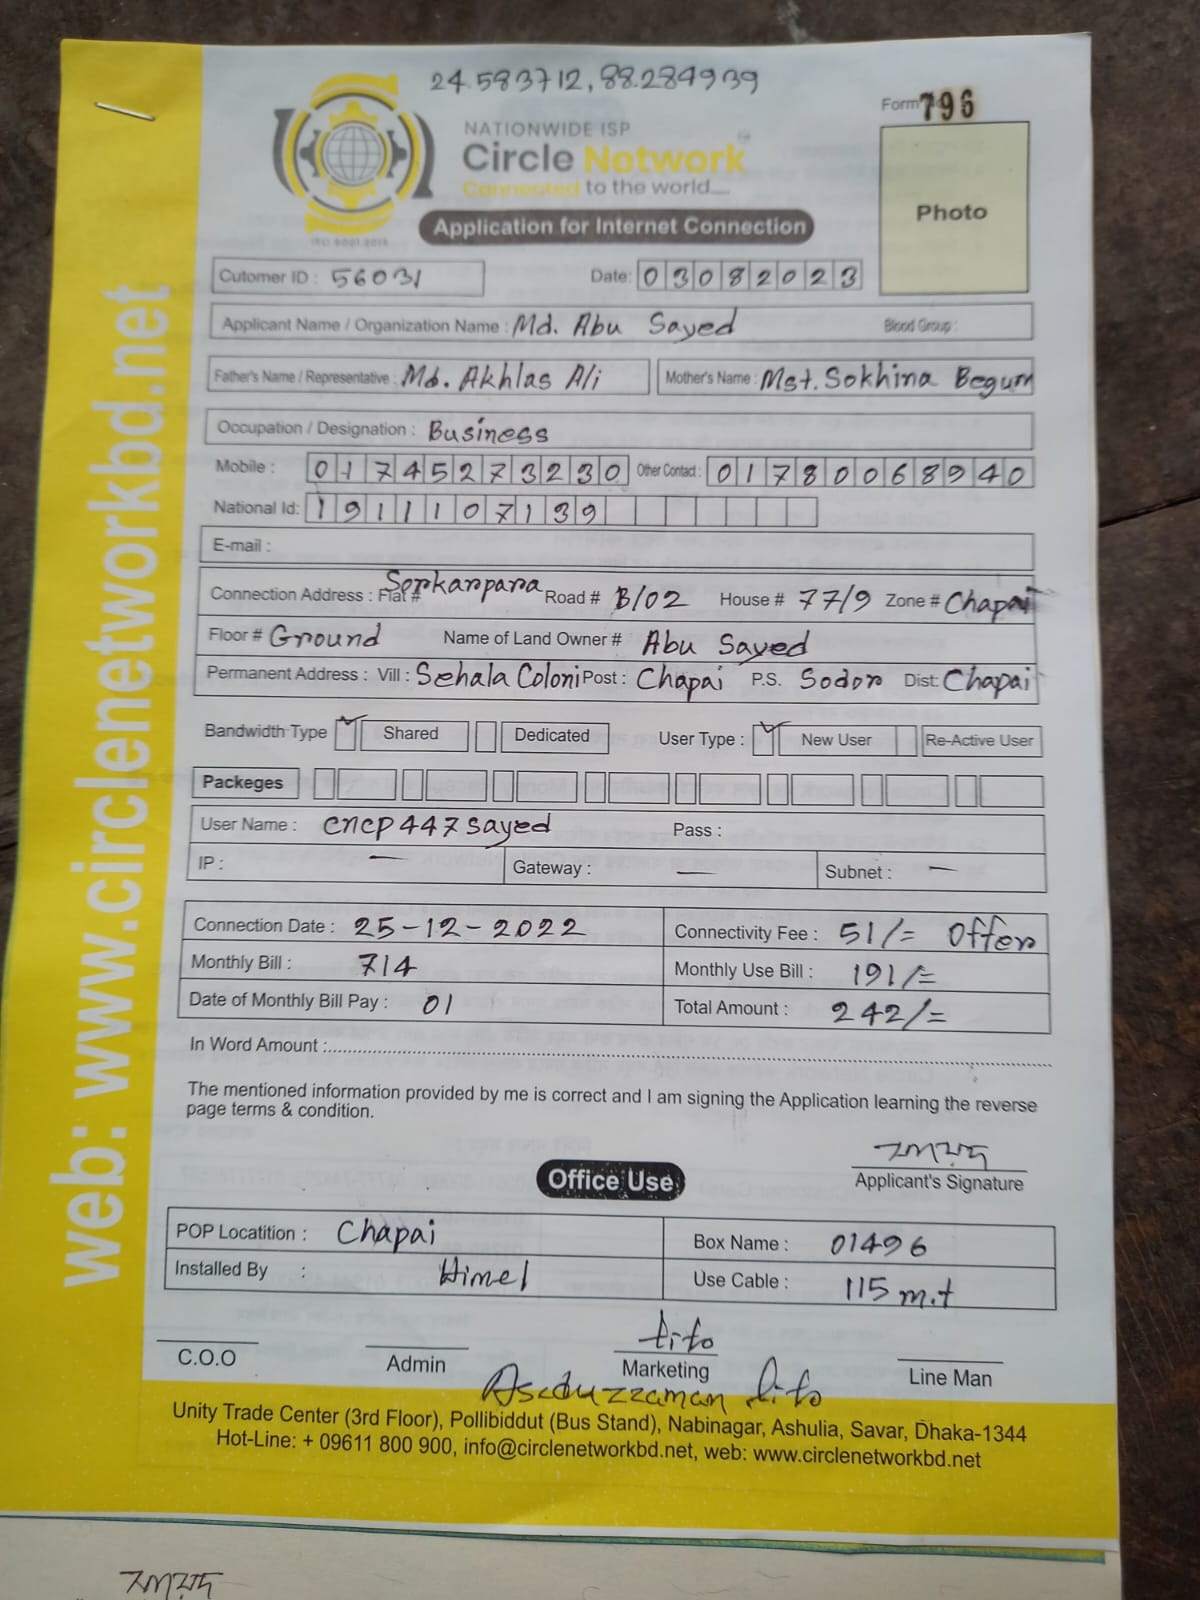 24.583712, 88.284939
Form 796
NATIONWIDE ISP
Circle Network
Connected to the world....
ISO 9001:2015
Photo
Application for Internet Connection
Cutomer ID : 56031 Date: 03082023
Applicant Name / Organization Name : Md. Abu Sayed Blood Group :
Father's Name / Representative : Md. Akhlas Ali Mother's Name : Mst. Sokhina Begum
Occupation / Designation : Business
Mobile : 01745273230 Other Contact : 01780068940
National Id: 1911107139
E-mail :
Connection Address : Flat # Sorkarpara Road # B/02 House # 77/9 Zone # Chapai
Floor # Ground Name of Land Owner # Abu Sayed
Permanent Address : Vill : Sehala Coloni Post : Chapai P.S. Sodor Dist: Chapai
Bandwidth Type Shared Dedicated User Type : New User Re-Active User
Packeges
User Name : cncp447sayed Pass :
IP : — Gateway : — Subnet : —
Connection Date : 25-12-2022 Connectivity Fee : 51/= Offer
Monthly Bill : 714 Monthly Use Bill : 191/=
Date of Monthly Bill Pay : 01 Total Amount : 242/=
In Word Amount :
The mentioned information provided by me is correct and I am signing the Application learning the reverse
page terms & condition.
Applicant's Signature
Office Use
POP Locatition : Chapai Box Name : 01496
Installed By : Himel Use Cable : 115 m.t
tito
C.O.O Admin Marketing Line Man
Asaduzzaman tito
Unity Trade Center (3rd Floor), Pollibiddut (Bus Stand), Nabinagar, Ashulia, Savar, Dhaka-1344
Hot-Line: + 09611 800 900, info@circlenetworkbd.net, web: www.circlenetworkbd.net
web: www.circlenetworkbd.net